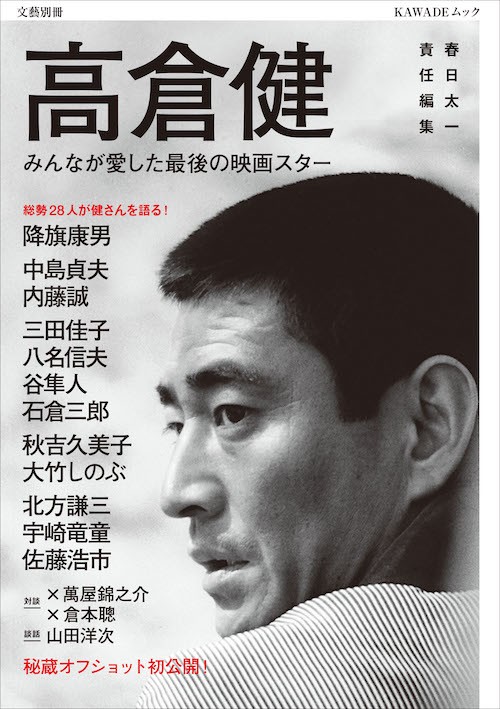 文藝別冊
KAWADEムック
春日太一
責任編集
高倉健
みんなが愛した最後の映画スター
総勢28人が健さんを語る!
降旗康男
中島貞夫
内藤誠
三田佳子
八名信夫
谷隼人
石倉三郎
秋吉久美子
大竹しのぶ
北方謙三
宇崎竜童
佐藤浩市
対談 ×萬屋錦之介
×倉本聰
談話 山田洋次
秘蔵オフショット初公開!